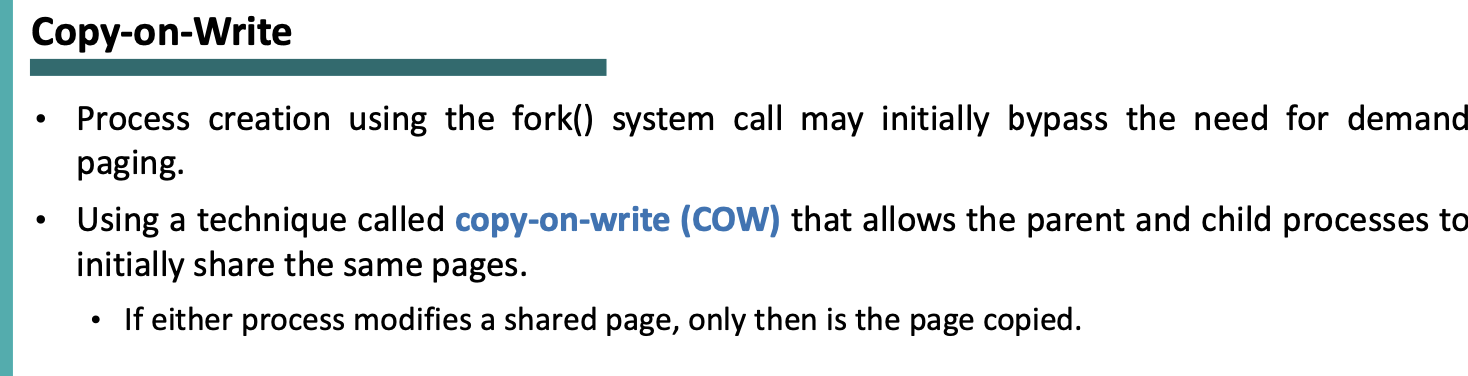 Copy-on-Write
• Process creation using the fork() system call may initially bypass the need for demand
paging.
• Using a technique called copy-on-write (COW) that allows the parent and child processes to
initially share the same pages.
• If either process modifies a shared page, only then is the page copied.